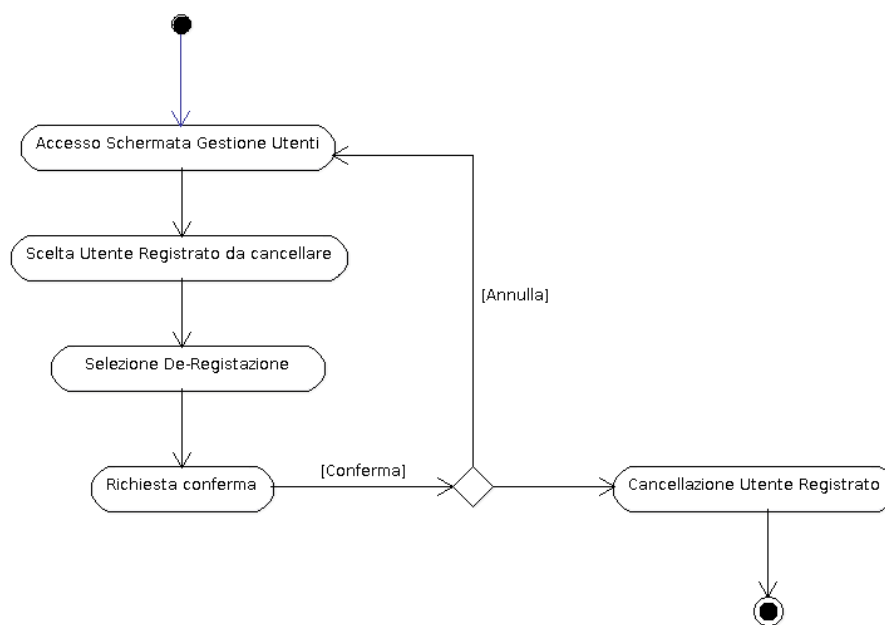 Accesso Schermata Gestione Utenti
Scelta Utente Registrato da cancellare
[Annulla]
Selezione De-Registazione
[Conferma]
Richiesta conferma
Cancellazione Utente Registrato